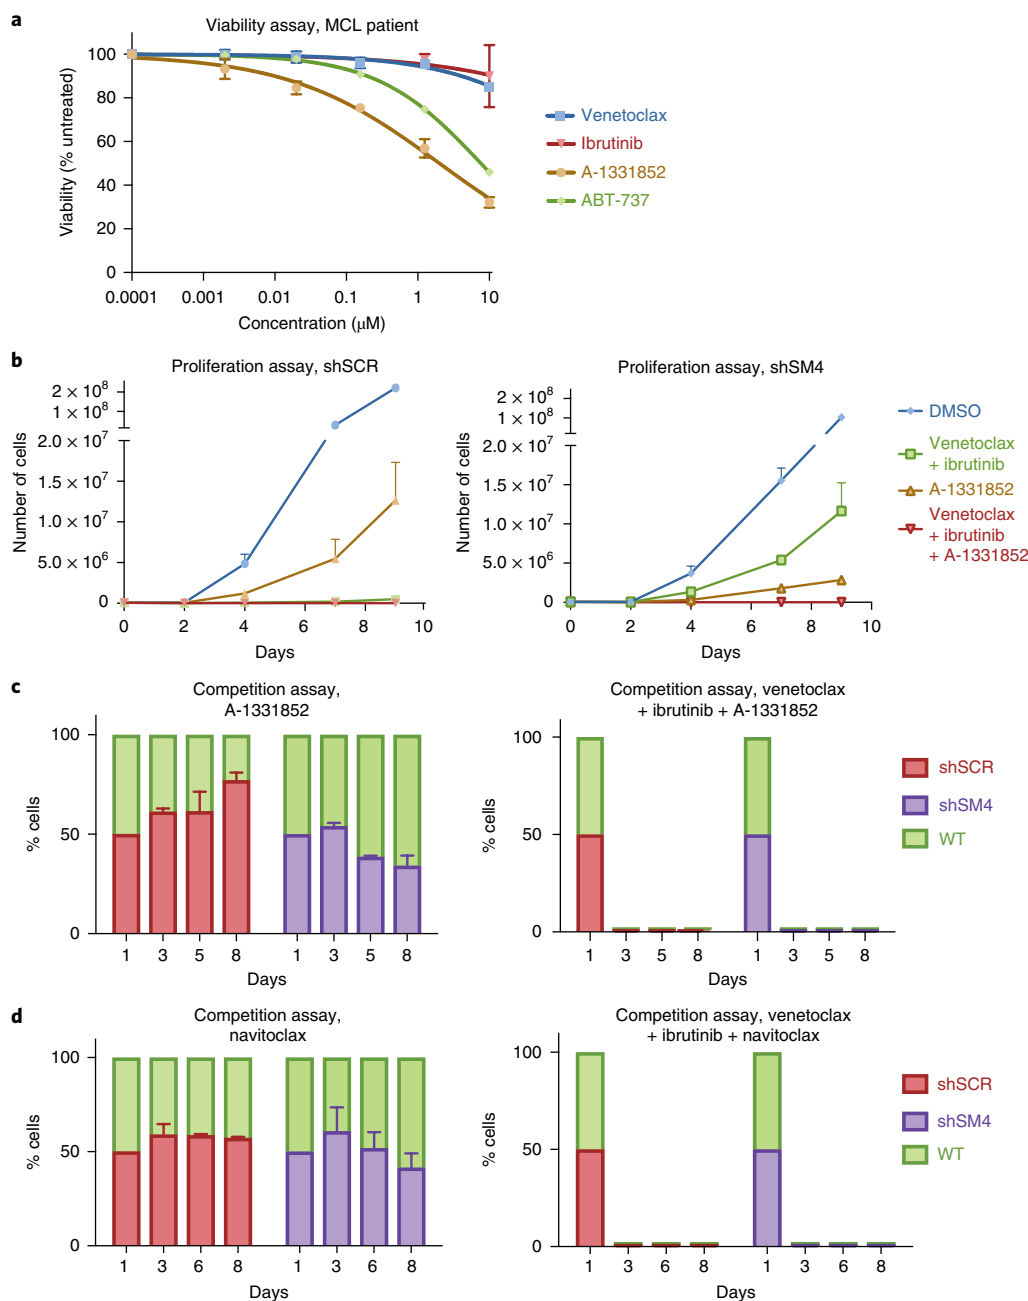 a
Viability assay, MCL patient
Viability (% untreated)
100
80
60
40
20
0
0.0001
0.001
0.01
0.1
1
10
Concentration (μM)
Venetoclax
Ibrutinib
A-1331852
ABT-737
b
Proliferation assay, shSCR
Number of cells
2 × 10⁸
1 × 10⁸
2.0 × 10⁷
1.5 × 10⁷
1.0 × 10⁷
5.0 × 10⁶
0
0
2
4
6
8
10
Days
Proliferation assay, shSM4
Number of cells
2 × 10⁸
1 × 10⁸
2.0 × 10⁷
1.5 × 10⁷
1.0 × 10⁷
5.0 × 10⁶
0
0
2
4
6
8
10
Days
DMSO
Venetoclax
+ ibrutinib
A-1331852
Venetoclax
+ ibrutinib
+ A-1331852
c
Competition assay,
A-1331852
% cells
100
50
0
1
3
5
8
1
3
5
8
Days
Competition assay, venetoclax
+ ibrutinib + A-1331852
% cells
100
50
0
1
3
5
8
1
3
5
8
Days
shSCR
shSM4
WT
d
Competition assay,
navitoclax
% cells
100
50
0
1
3
6
8
1
3
6
8
Days
Competition assay, venetoclax
+ ibrutinib + navitoclax
% cells
100
50
0
1
3
6
8
1
3
6
8
Days
shSCR
shSM4
WT